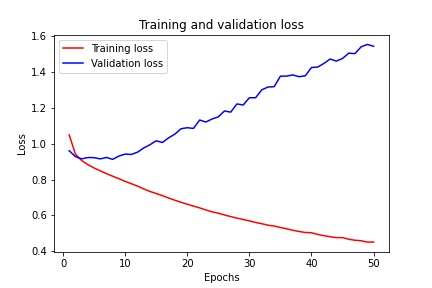 Training and validation loss
Training loss
Validation loss
1.6
1.4
1.2
1.0
0.8
0.6
0.4
Loss
0 10 20 30 40 50
Epochs